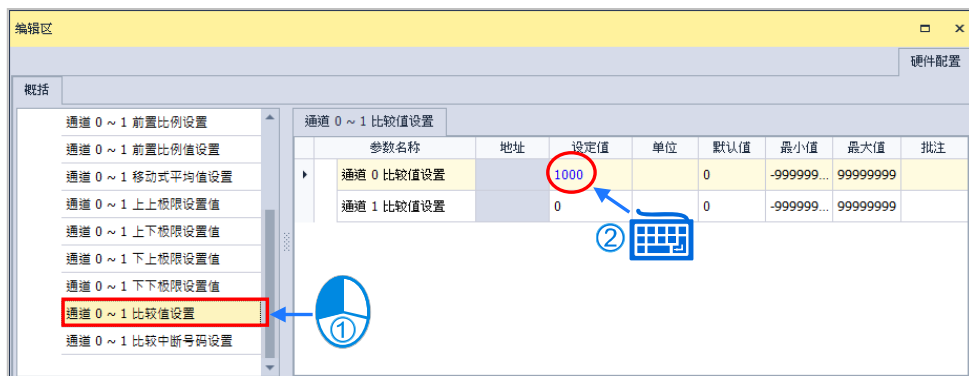 编辑区
硬件配置
概括
通道 0 ~ 1 前置比例设置
通道 0 ~ 1 前置比例值设置
通道 0 ~ 1 移动式平均值设置
通道 0 ~ 1 上上极限设置值
通道 0 ~ 1 上下极限设置值
通道 0 ~ 1 下上极限设置值
通道 0 ~ 1 下下极限设置值
通道 0 ~ 1 比较值设置
通道 0 ~ 1 比较中断号码设置
通道 0 ~ 1 比较值设置
参数名称 地址 设定值 单位 默认值 最小值 最大值 批注
通道 0 比较值设置 1000 0 -999999... 99999999
通道 1 比较值设置 0 0 -999999... 99999999
①
②